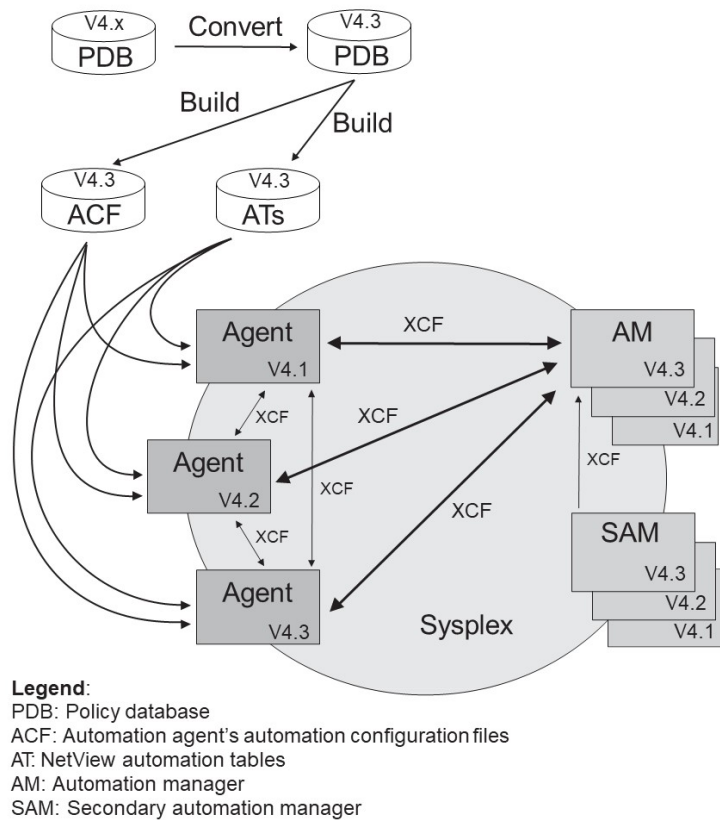 V4.x
PDB
Convert
V4.3
PDB
Build
Build
V4.3
ACF
V4.3
ATs
Agent
V4.1
XCF
AM
V4.3
V4.2
V4.1
XCF
XCF
Agent
V4.2
XCF
XCF
XCF
XCF
SAM
V4.3
V4.2
V4.1
Agent
V4.3
Sysplex
Legend:
PDB: Policy database
ACF: Automation agent's automation configuration files
AT: NetView automation tables
AM: Automation manager
SAM: Secondary automation manager